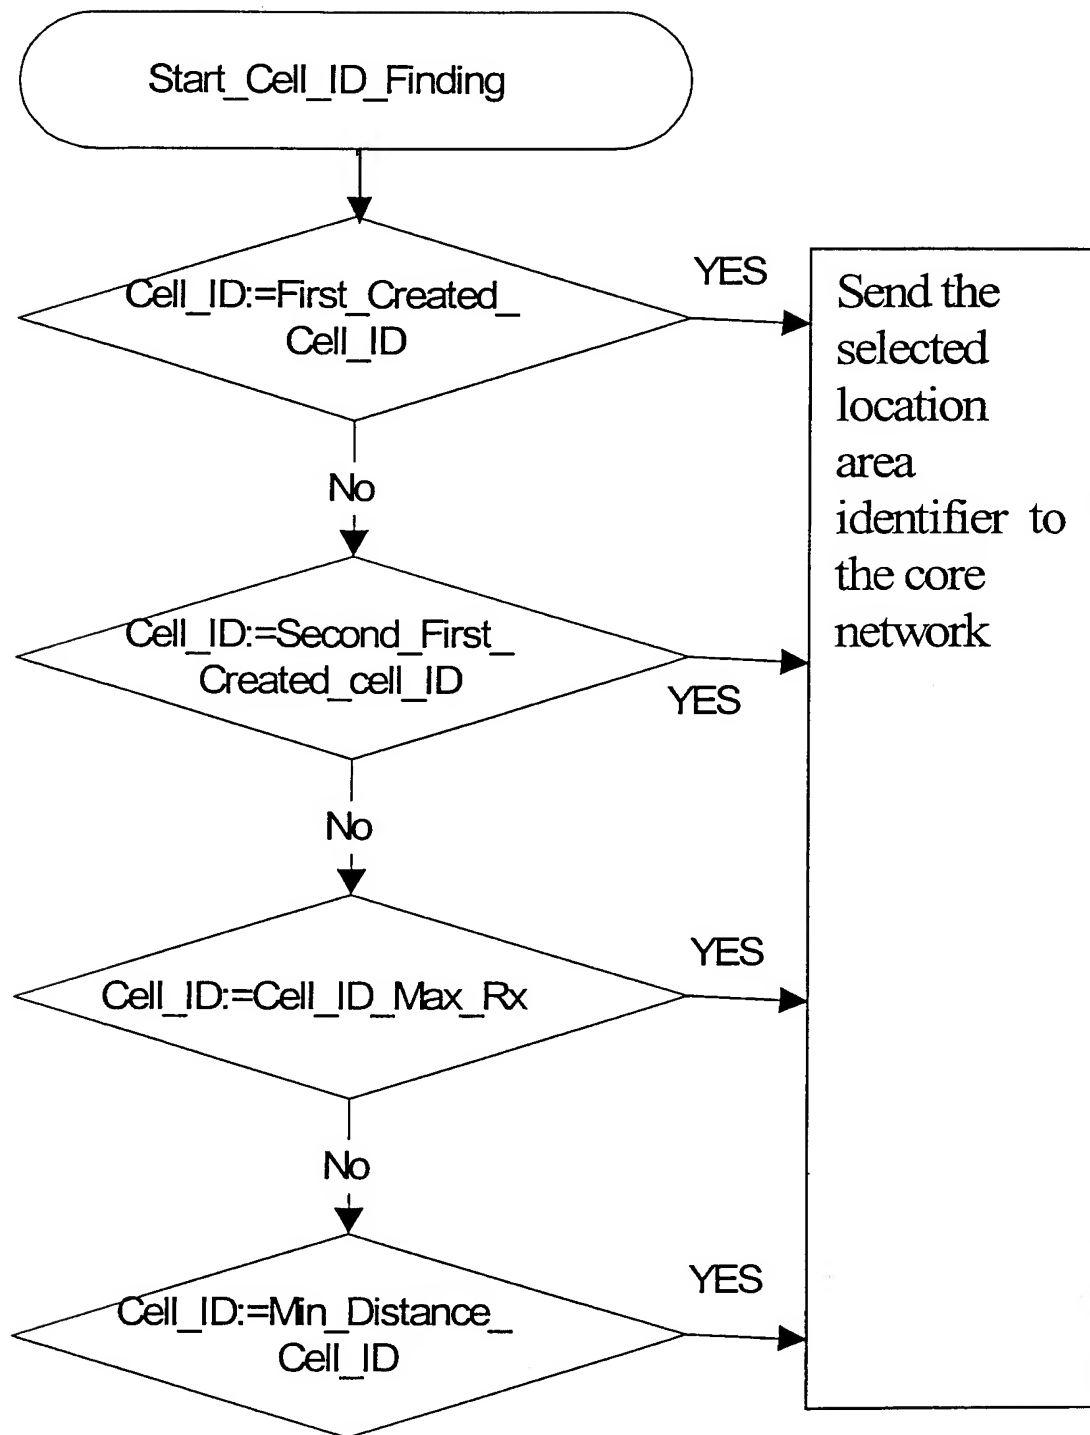 Start_Cell_ID_Finding
Cell_ID:=First_Created_
Cell_ID
YES
Send the
selected
location
area
identifier to
the core
network
No
Cell_ID:=Second_First_
Created_cell_ID
YES
No
Cell_ID:=Cell_ID_Max_Rx
YES
No
Cell_ID:=Min_Distance_
Cell_ID
YES